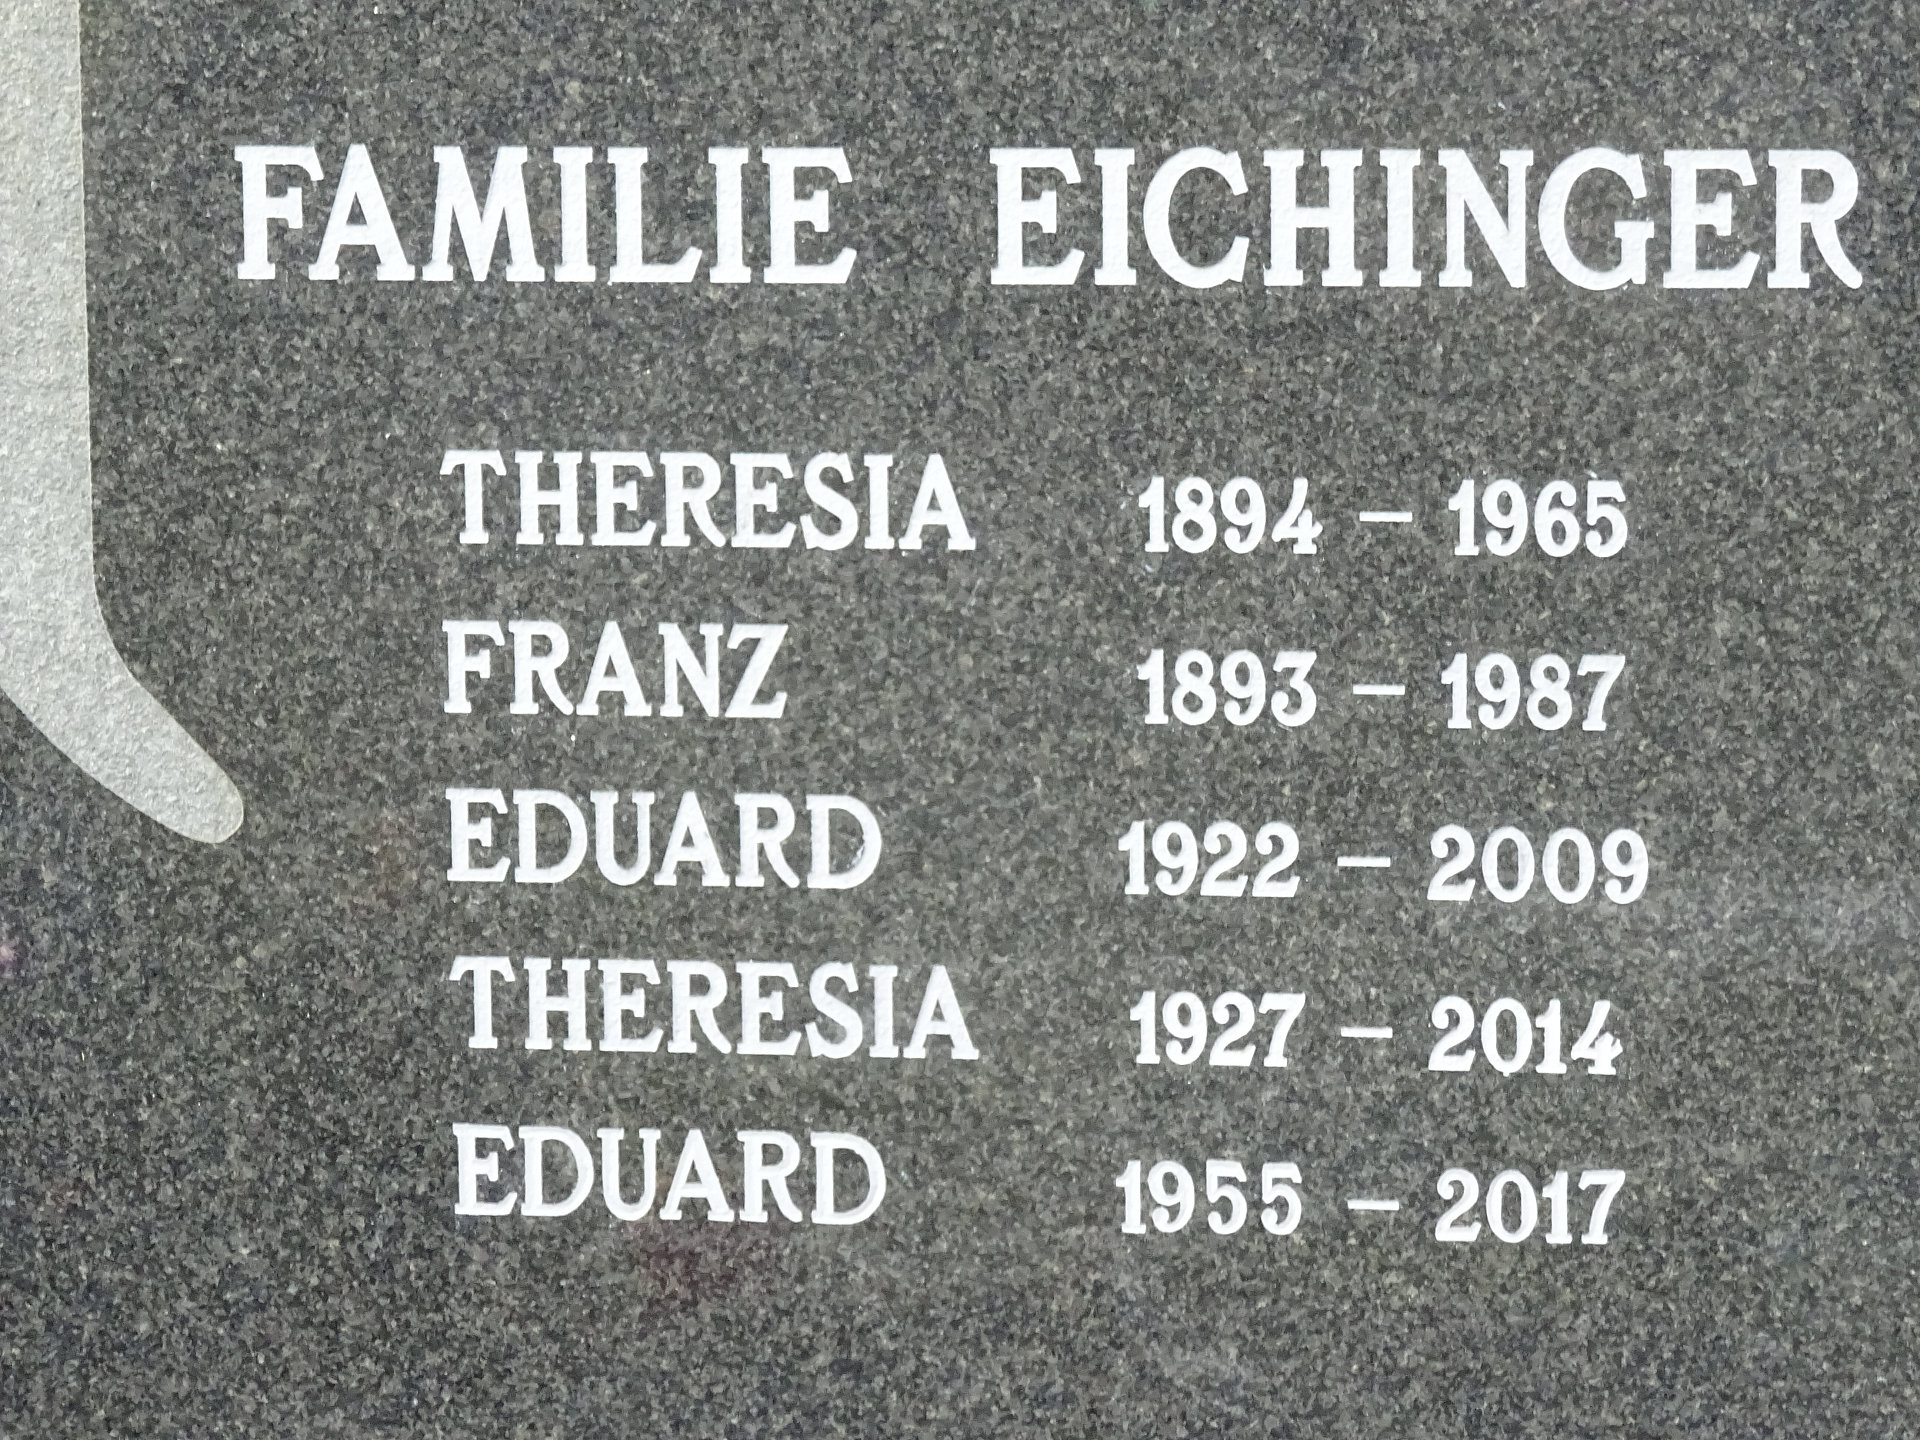 FAMILIE EICHINGER
THERESIA 1894 – 1965
FRANZ 1893 – 1987
EDUARD 1922 – 2009
THERESIA 1927 – 2014
EDUARD 1955 – 2017